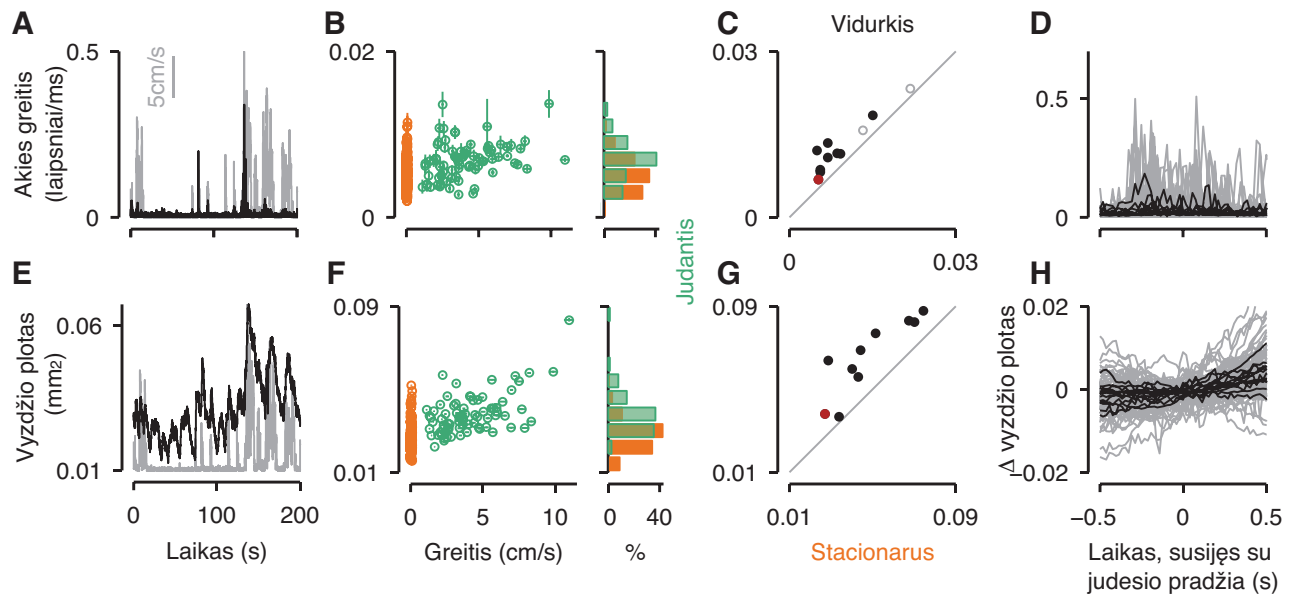 A
B
C
Vidurkis
D
0.5
5cm/s
0
Akies greitis
(laipsniai/ms)
0.02
0
0.03
0
0
0.03
0.5
0
E
F
Judantis
G
H
0.06
0.01
Vyzdžio plotas
(mm2)
0
100
200
Laikas (s)
0.09
0.01
0
5
10
Greitis (cm/s)
0
40
%
0.09
0.01
0.01
0.09
Stacionarus
0.02
0
−0.02
Δ vyzdžio plotas
−0.5
0
0.5
Laikas, susijęs su
judesio pradžia (s)